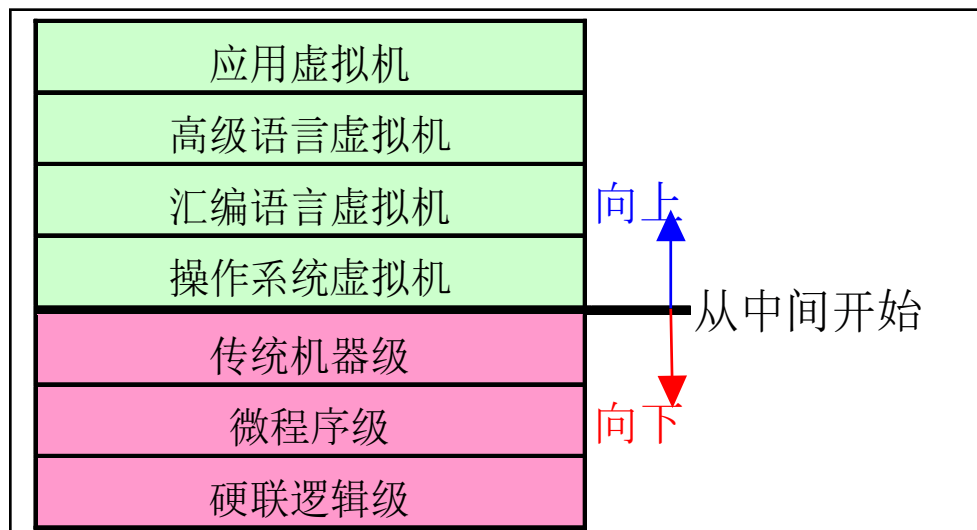 应用虚拟机
高级语言虚拟机
汇编语言虚拟机
向上
操作系统虚拟机
从中间开始
传统机器级
微程序级
向下
硬联逻辑级